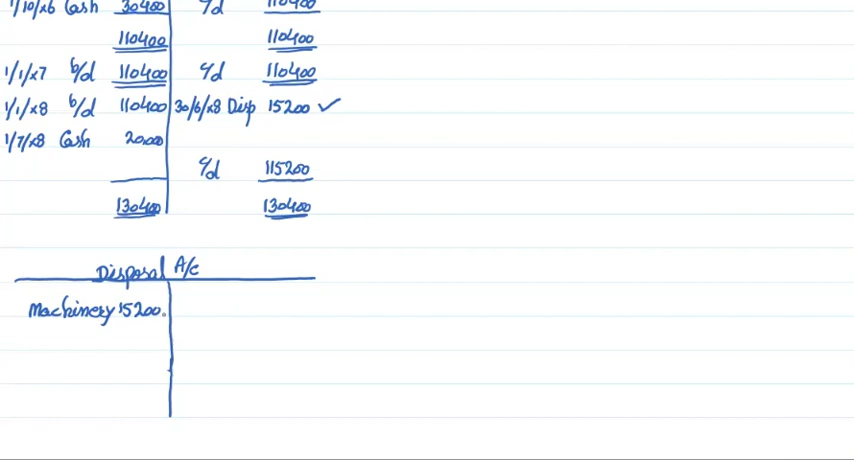 1/10/x6 Cash 30400 c/d 110400
110400 110400
1/1/x7 b/d 110400 c/d 110400
1/1/x8 b/d 110400 30/6/x8 Disp 15200 ✓
1/7/x8 Cash 20000
c/d 115200
130400 130400
Disposal A/c
Machinery 15200.